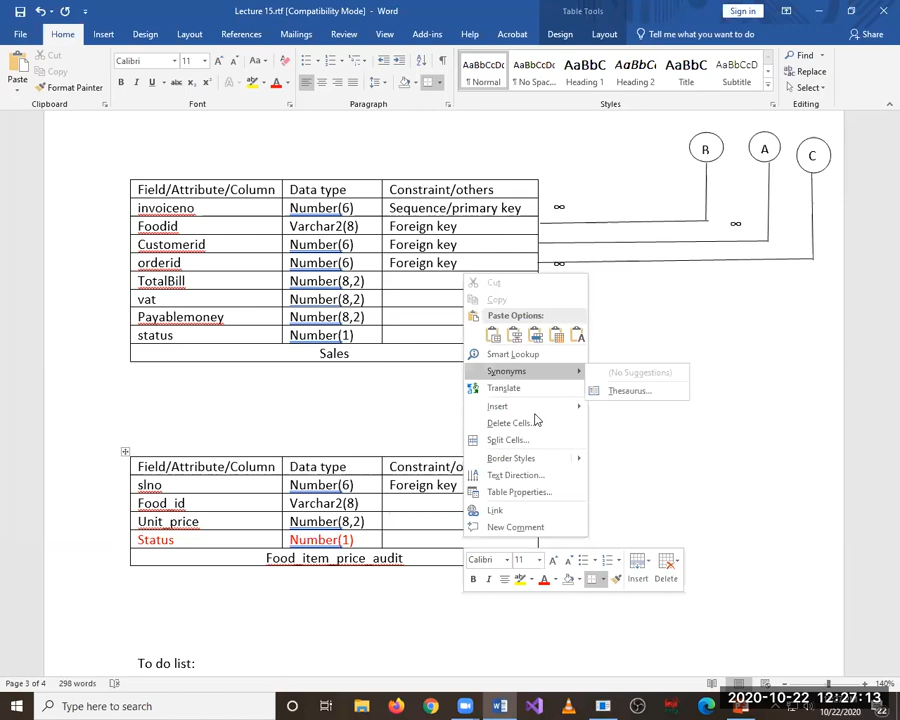 Lecture 15.rtf [Compatibility Mode] - Word
Table Tools
Sign in
File Home Insert Design Layout References Mailings Review View Add-ins Help Acrobat Design Layout Tell me what you want to do Share
Paste
Cut
Copy
Format Painter
Calibri 11
AaBbCcDc AaBbCcDc AaBbC AaBbCc AaBbC AaBbCcD
¶ Normal ¶ No Spac... Heading 1 Heading 2 Title Subtitle
Find
Replace
Select
Clipboard Font Paragraph Styles Editing
B A C
Field/Attribute/Column Data type Constraint/others
invoiceno Number(6) Sequence/primary key ∞
Foodid Varchar2(8) Foreign key ∞
Customerid Number(6) Foreign key
orderid Number(6) Foreign key ∞
TotalBill Number(8,2)
vat Number(8,2)
Payablemoney Number(8,2)
status Number(1)
Sales
Cut
Copy
Paste Options:
Smart Lookup
Synonyms
(No Suggestions)
Thesaurus...
Translate
Insert
Delete Cells...
Split Cells...
Border Styles
Text Direction...
Table Properties...
Link
New Comment
Calibri 11
Insert Delete
Field/Attribute/Column Data type Constraint/o
slno Number(6) Foreign key
Food_id Varchar2(8)
Unit_price Number(8,2)
Status Number(1)
Food_item_price_audit
To do list:
Page 3 of 4 298 words 140%
Type here to search
2020-10-22 12:27:13
10/22/2020